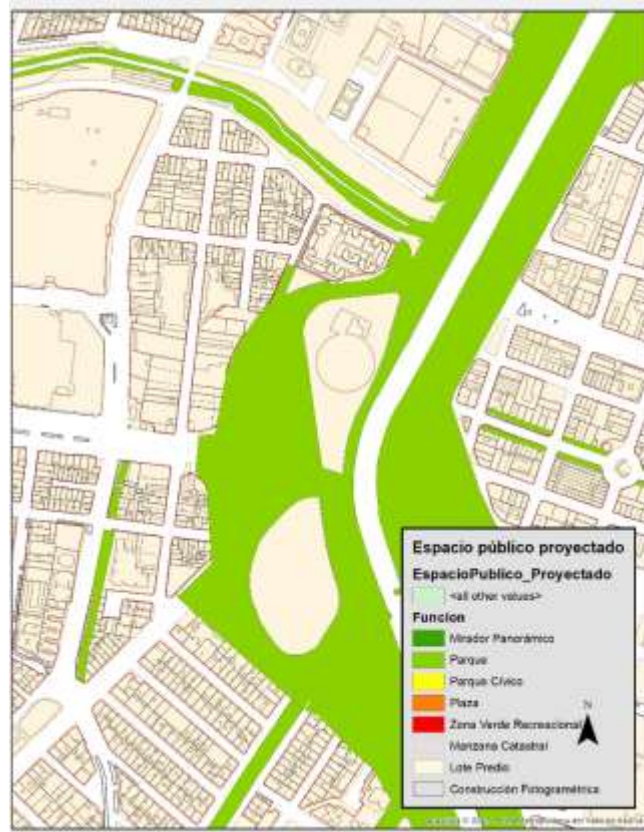 Espacio público proyectado
EspacioPublico_Proyectado
<all other values>
Funcion
Mirador Panorámico
Parque
Parque Cívico
Plaza
Zona Verde Recreacional
N
Manzana Catastral
Lote Predio
Construcción Fotogramétrica